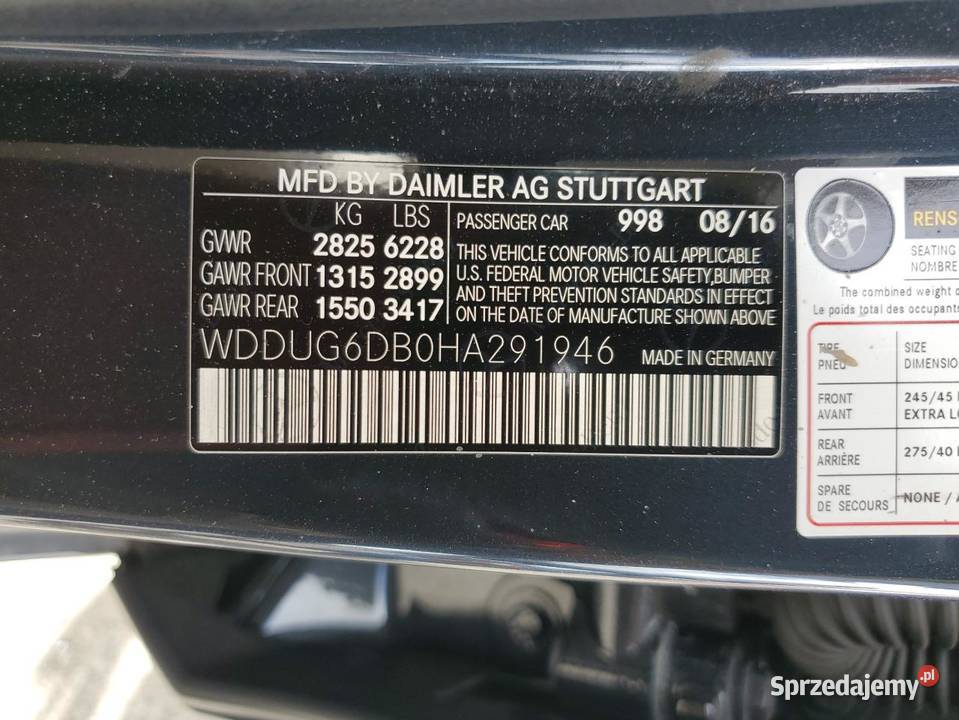 MFD BY DAIMLER AG STUTTGART
KG LBS
GVWR 2825 6228
GAWR FRONT 1315 2899
GAWR REAR 1550 3417
PASSENGER CAR 998 08/16
THIS VEHICLE CONFORMS TO ALL APPLICABLE
U.S. FEDERAL MOTOR VEHICLE SAFETY,BUMPER
AND THEFT PREVENTION STANDARDS IN EFFECT
ON THE DATE OF MANUFACTURE SHOWN ABOVE
WDDUG6DB0HA291946 MADE IN GERMANY
RENS
SEATING
NOMBRE
The combined weight
Le poids total des occupants
TIRE SIZE
PNEU DIMENSIO
FRONT 245/45
AVANT EXTRA
REAR 275/40
ARRIÈRE
SPARE NONE /
DE SECOURS
Sprzedajemy.pl